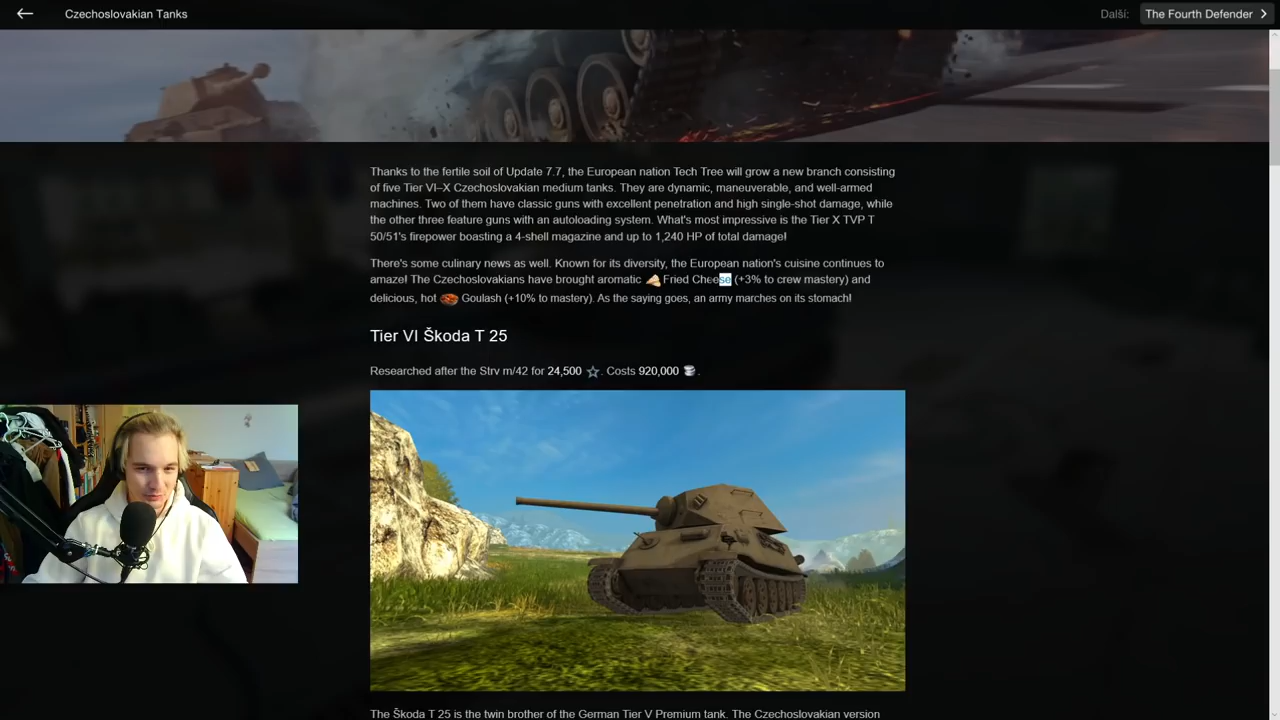 Czechoslovakian Tanks
Další:
The Fourth Defender
Thanks to the fertile soil of Update 7.7, the European nation Tech Tree will grow a new branch consisting
of five Tier VI–X Czechoslovakian medium tanks. They are dynamic, maneuverable, and well-armed
machines. Two of them have classic guns with excellent penetration and high single-shot damage, while
the other three feature guns with an autoloading system. What's most impressive is the Tier X TVP T
50/51's firepower boasting a 4-shell magazine and up to 1,240 HP of total damage!
There's some culinary news as well. Known for its diversity, the European nation's cuisine continues to
amaze! The Czechoslovakians have brought aromatic Fried Cheese (+3% to crew mastery) and
delicious, hot Goulash (+10% to mastery). As the saying goes, an army marches on its stomach!
Tier VI Škoda T 25
Researched after the Strv m/42 for 24,500 . Costs 920,000 .
The Škoda T 25 is the twin brother of the German Tier V Premium tank. The Czechoslovakian version